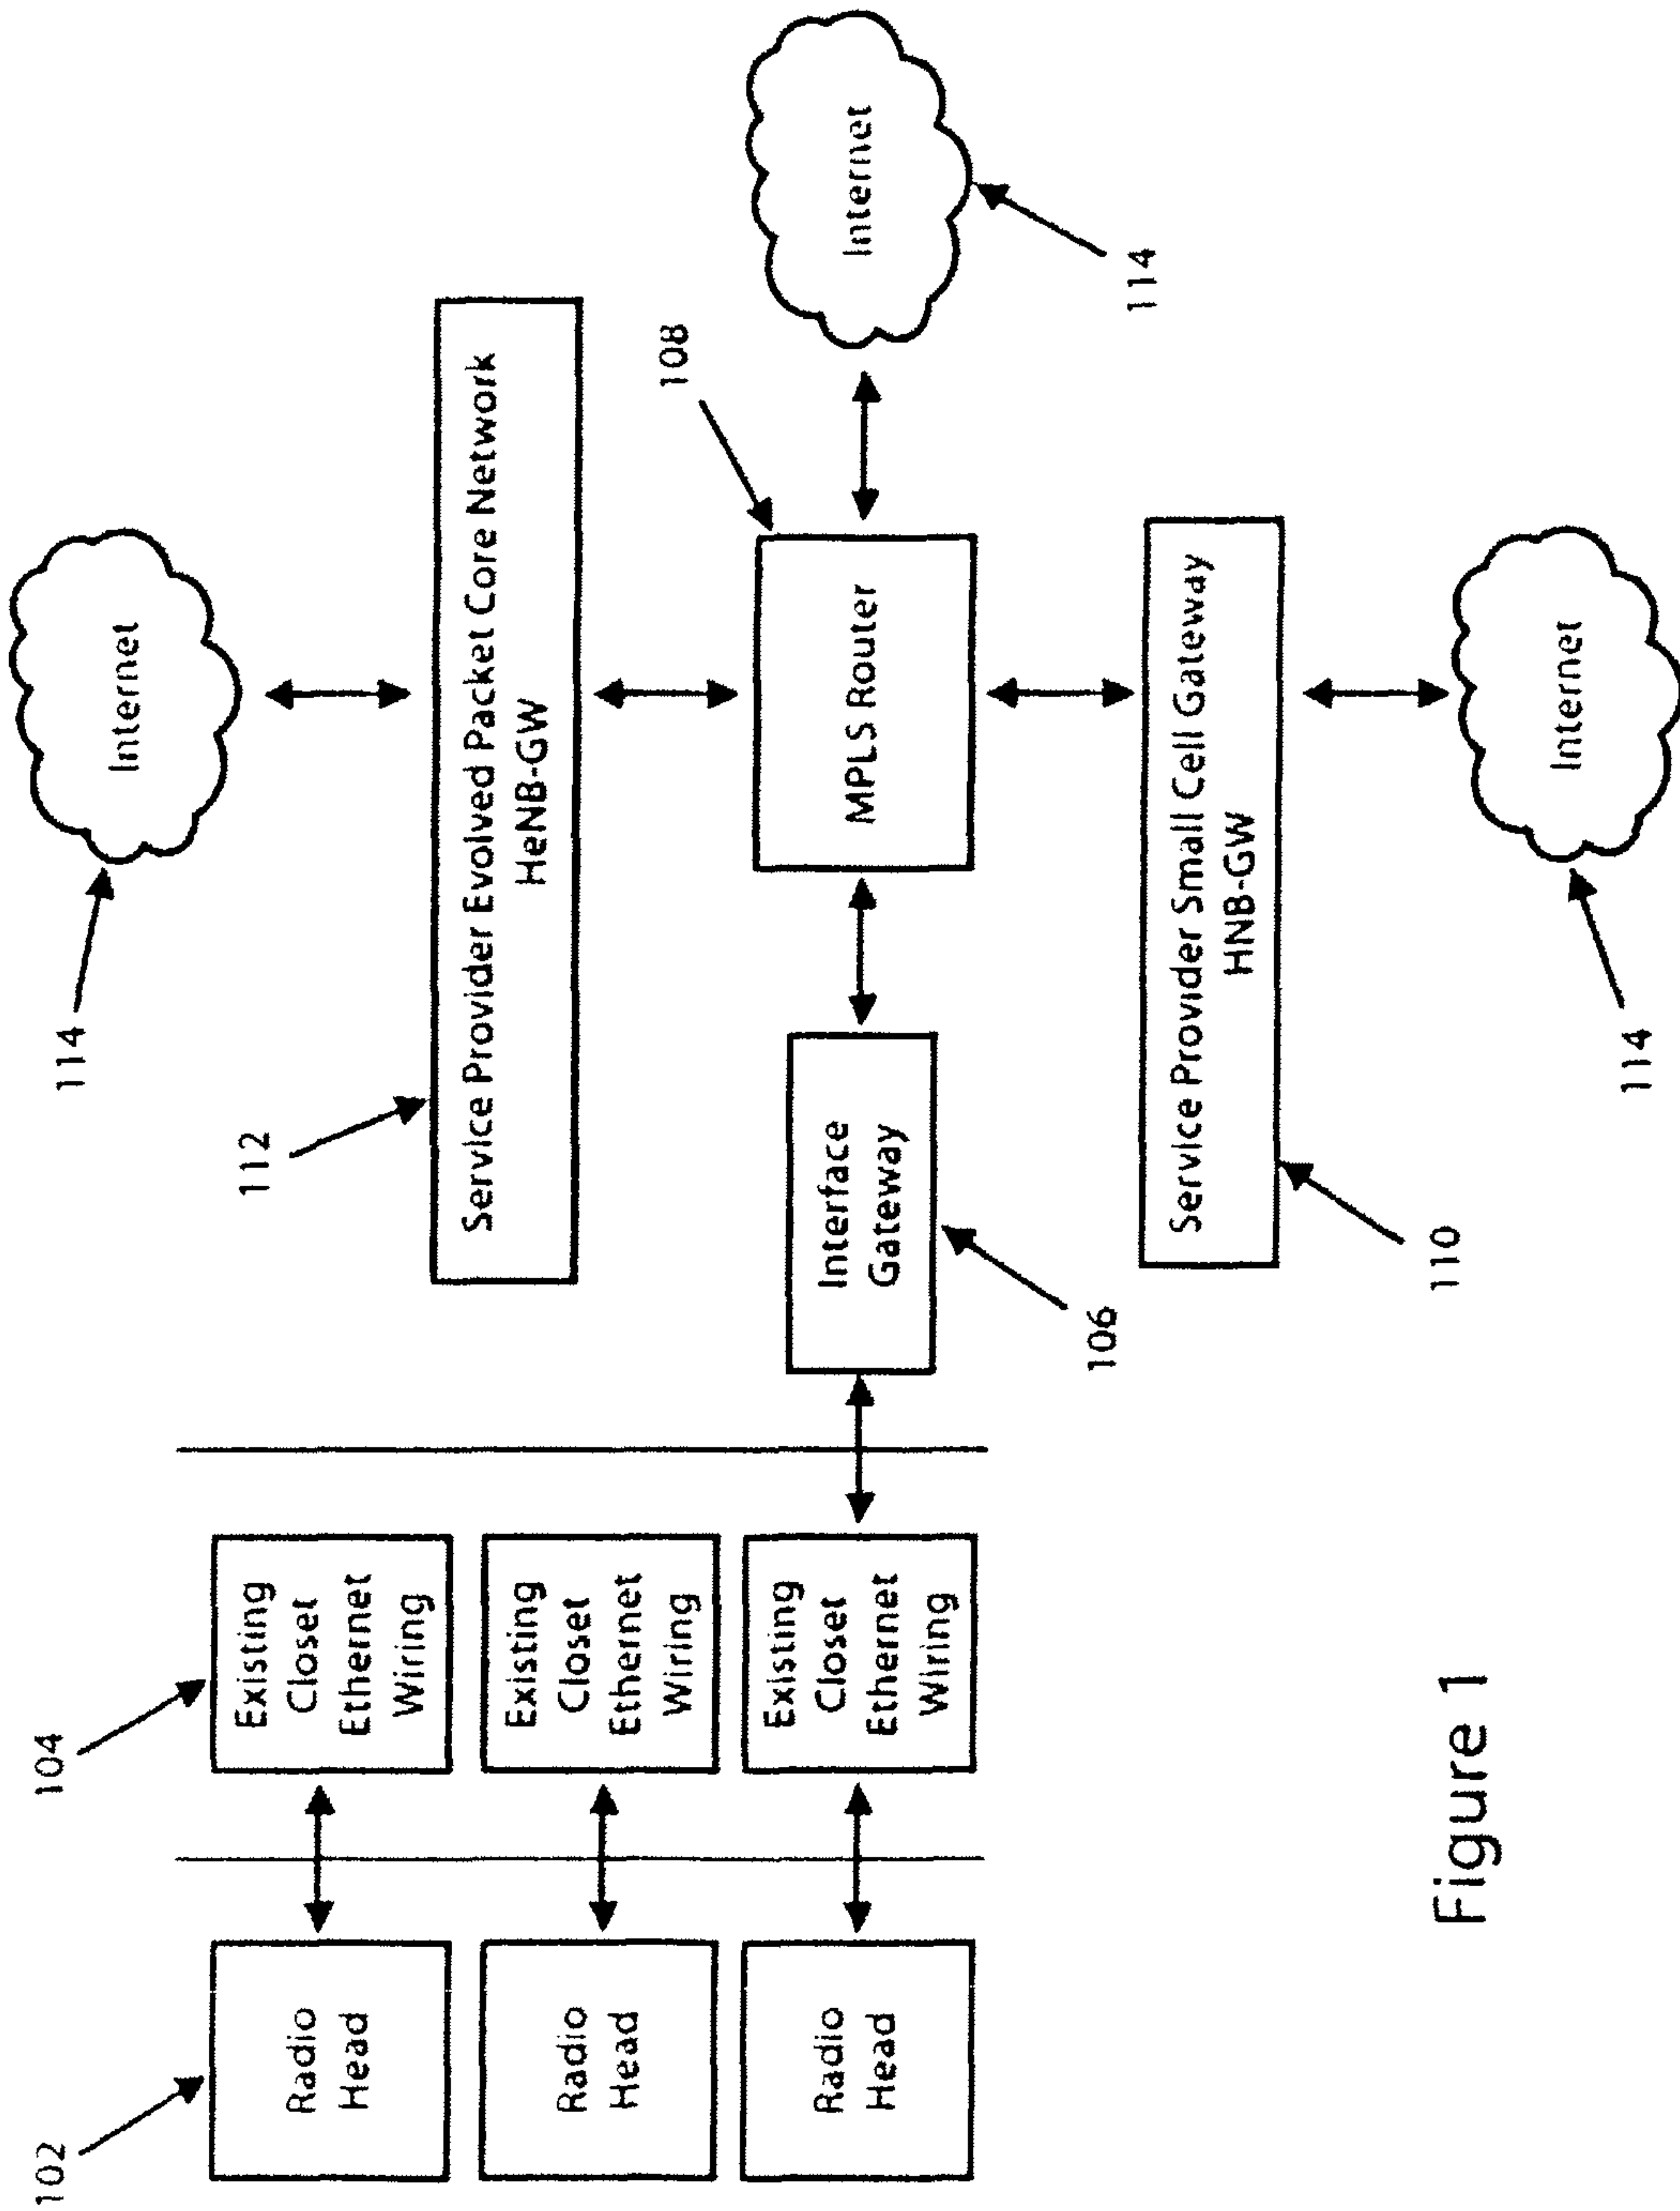 102
104
Radio
Head
Existing
Closet
Ethernet
Wiring
Radio
Head
Existing
Closet
Ethernet
Wiring
Radio
Head
Existing
Closet
Ethernet
Wiring
112
114
Internet
Service Provider Evolved Packet Core Network
HeNB-GW
108
Interface
Gateway
106
MPLS Router
Internet
114
Service Provider Small Cell Gateway
HNB-GW
110
Internet
114
Figure 1